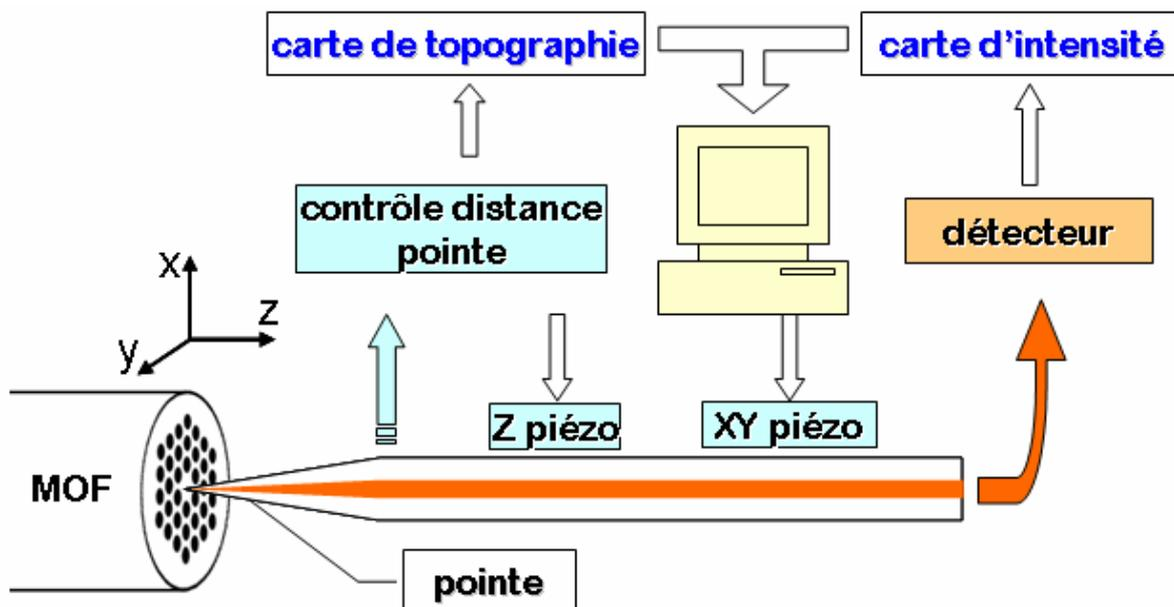 carte de topographie
carte d'intensité
contrôle distance
pointe
détecteur
x
z
y
Z piézo
XY piézo
MOF
pointe